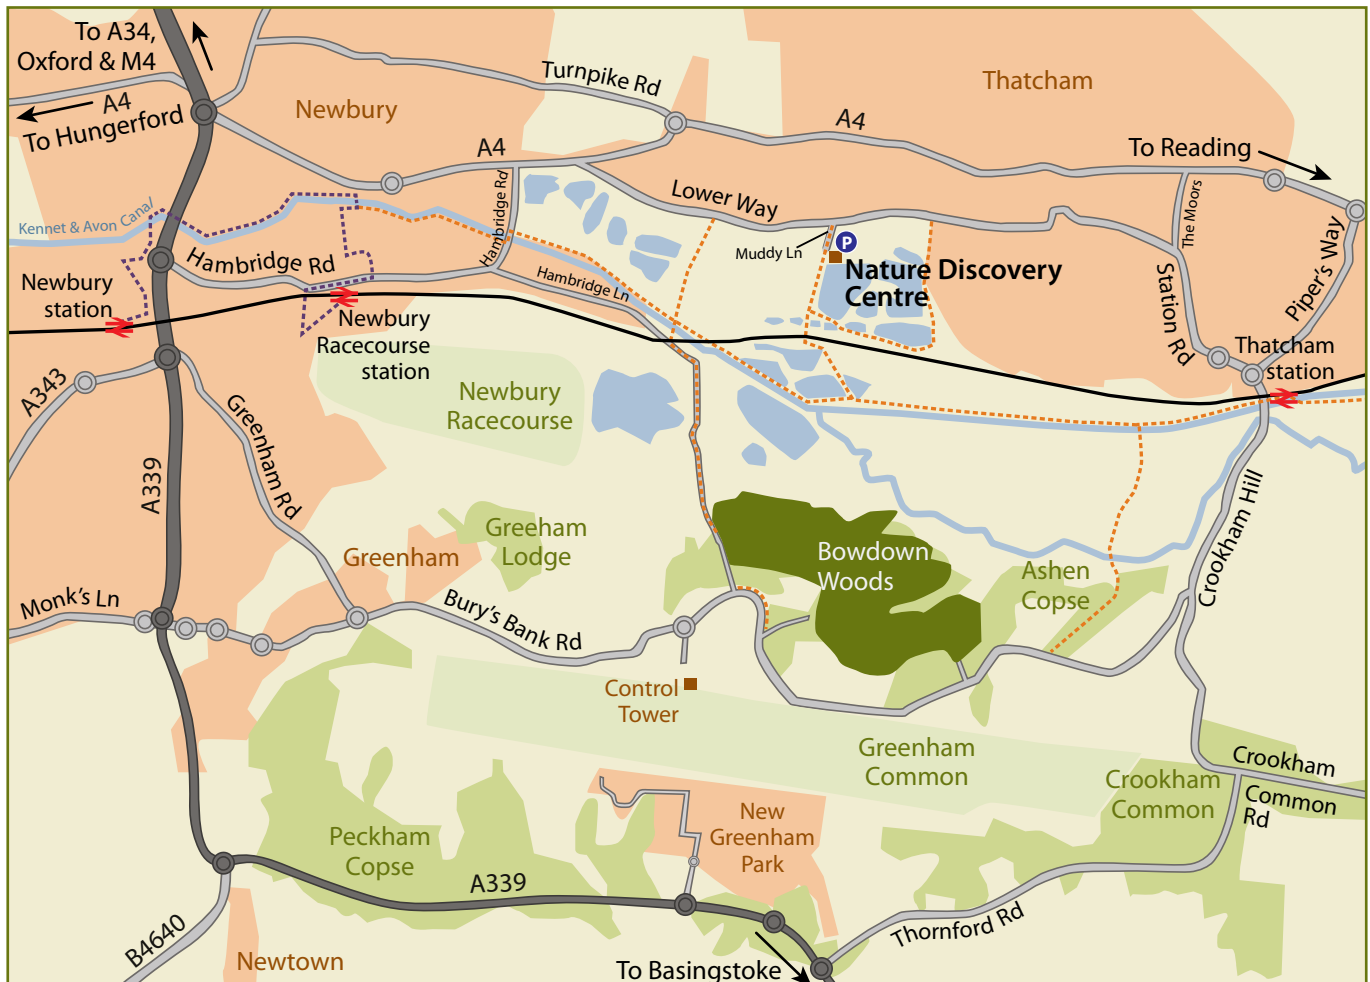 To A34,
Oxford & M4
A4
To Hungerford
Newbury
Turnpike Rd
A4
A4
Thatcham
To Reading
Lower Way
Hambridge Rd
The Moors
Piper's Way
Kennet & Avon Canal
Muddy Ln
P
Nature Discovery
Centre
Hambridge Rd
Hambridge Ln
Station Rd
Newbury
station
Newbury
Racecourse
station
Thatcham
station
A343
Greenham Rd
Newbury
Racecourse
A339
Crookham Hill
Greeham
Lodge
Greenham
Bowdown
Woods
Ashen
Copse
Monk's Ln
Bury's Bank Rd
Control
Tower
Greenham
Common
Crookham
Common
Crookham
Common
Rd
New
Greenham
Park
Peckham
Copse
A339
B4640
Newtown
Thornford Rd
To Basingstoke